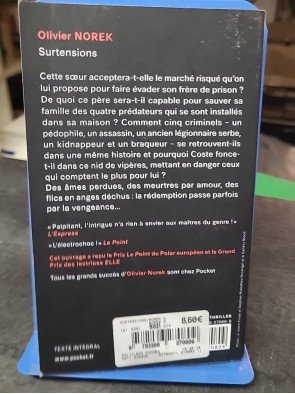 Olivier NOREK
Surtensions
Cette sœur acceptera-t-elle le marché risqué qu'on
lui propose pour faire évader son frère de prison ?
De quoi ce père sera-t-il capable pour sauver sa
famille des quatre prédateurs qui se sont installés
dans sa maison ? Comment cinq criminels - un
pédophile, un assassin, un ancien légionnaire serbe,
un kidnappeur et un braqueur - se retrouvent-ils
dans une même histoire et pourquoi Coste fonce-
t-il dans ce nid de vipères, mettant en danger ceux
qui comptent le plus pour lui ?
Des âmes perdues, des meurtres par amour, des
flics en anges déchus : la rédemption passe parfois
par la vengeance...
« Palpitant, l'intrigue n'a rien à envier aux maîtres du genre ! »
L'Express
« L'électrochoc ! » Le Point
Cet ouvrage a reçu le Prix Le Point du Polar européen et le Grand
Prix des lectrices ELLE
Tous les grands succès d'Olivier Norek sont chez Pocket
8,60€
THRILLER
TEXTE INTÉGRAL
www.pocket.fr